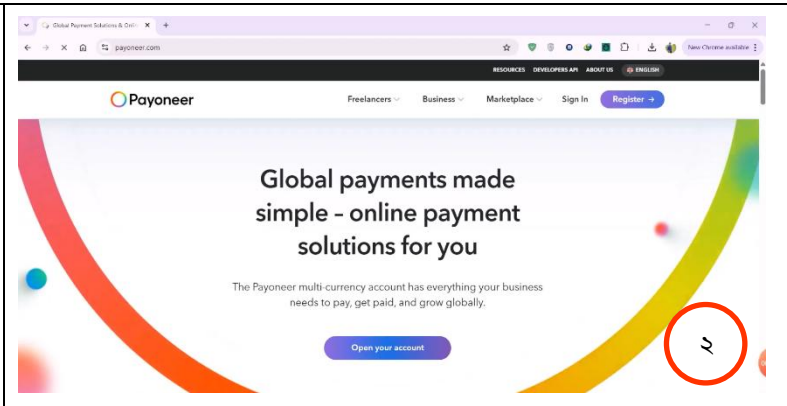 Global Payment Solutions & Onlin
payoneer.com
New Chrome available
RESOURCES DEVELOPERS API ABOUT US ENGLISH
Payoneer Freelancers Business Marketplace Sign In Register →
Global payments made
simple – online payment
solutions for you
The Payoneer multi-currency account has everything your business
needs to pay, get paid, and grow globally.
Open your account
২